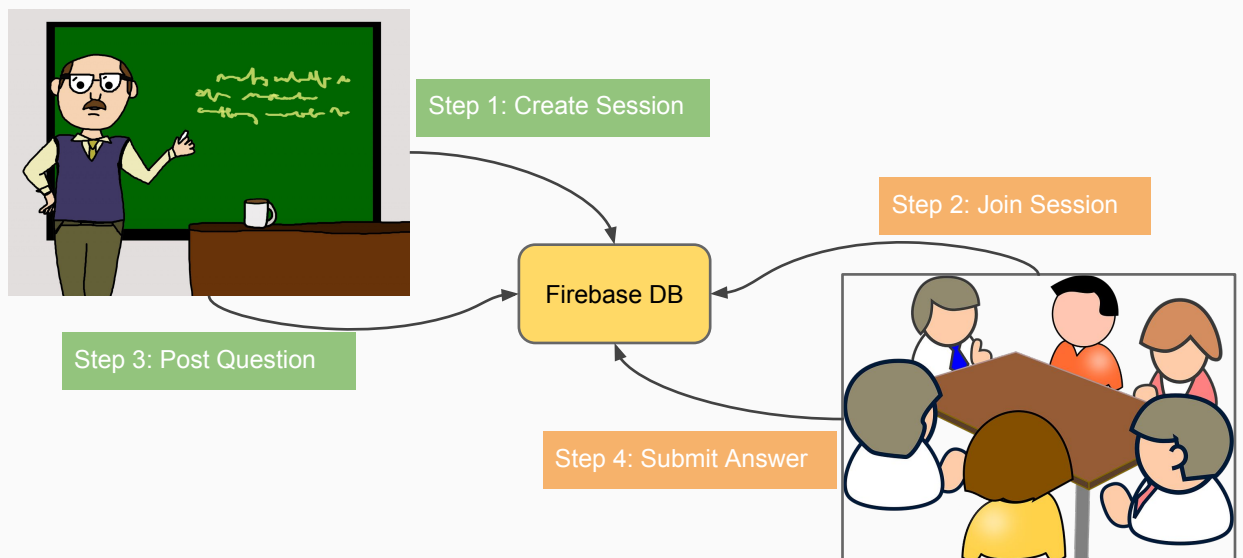 Step 1: Create Session
Step 2: Join Session
Firebase DB
Step 3: Post Question
Step 4: Submit Answer